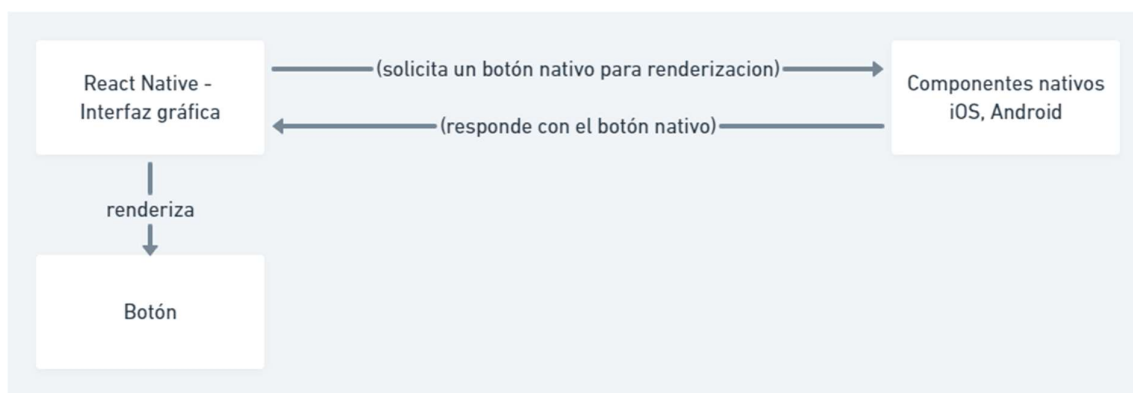 React Native -
Interfaz gráfica
(solicita un botón nativo para renderizacion)
Componentes nativos
iOS, Android
(responde con el botón nativo)
renderiza
Botón